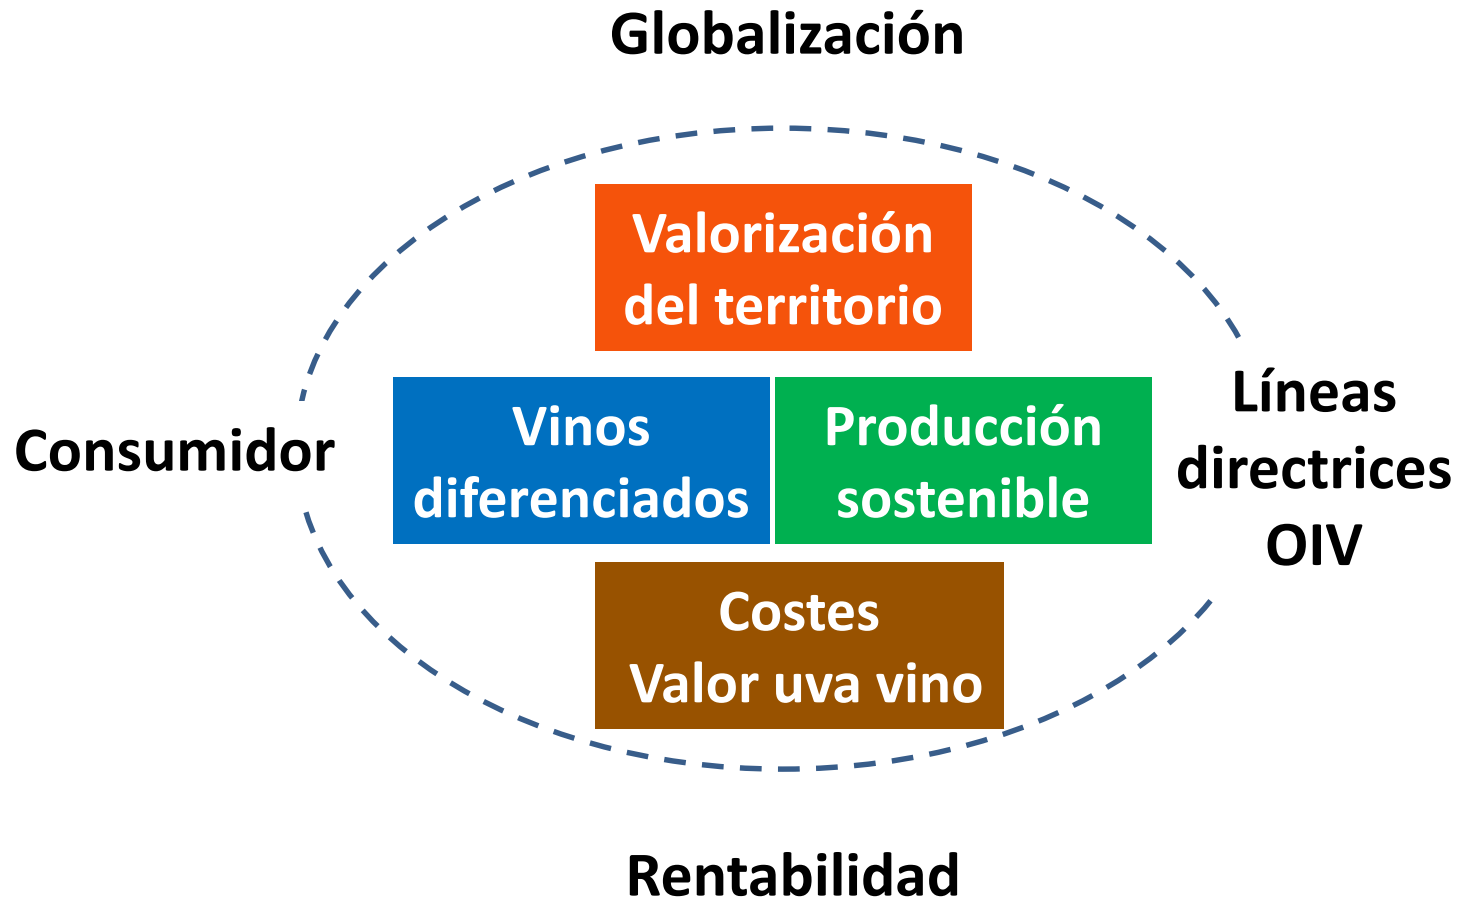 Globalización
Valorización
del territorio
Consumidor
Vinos
diferenciados
Producción
sostenible
Líneas
directrices
OIV
Costes
Valor uva vino
Rentabilidad